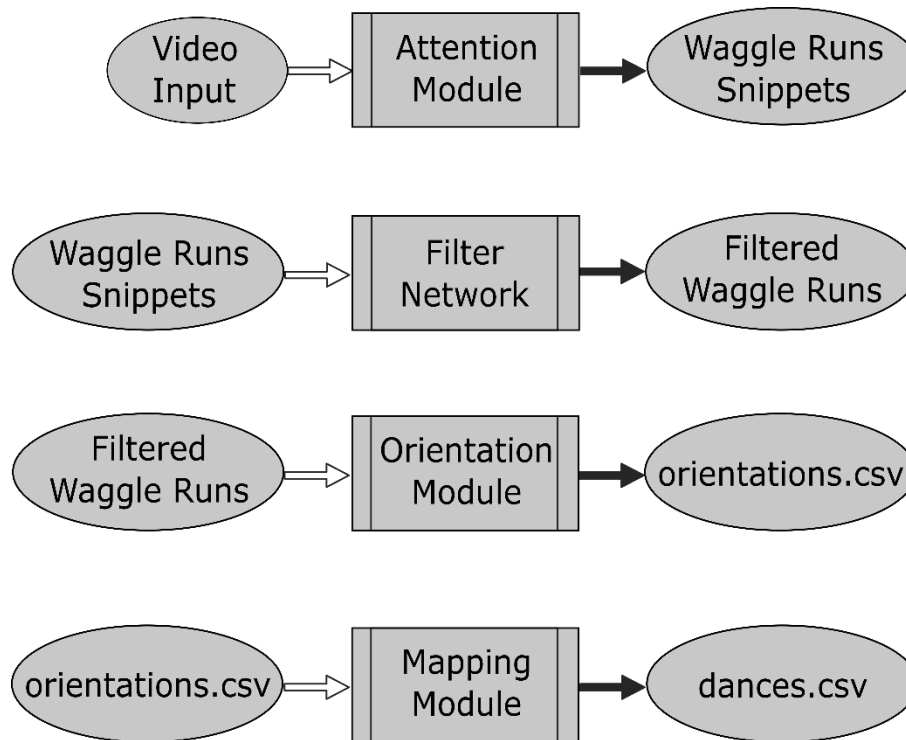 Video
Input
Attention
Module
Waggle Runs
Snippets
Waggle Runs
Snippets
Filter
Network
Filtered
Waggle Runs
Filtered
Waggle Runs
Orientation
Module
orientations.csv
orientations.csv
Mapping
Module
dances.csv